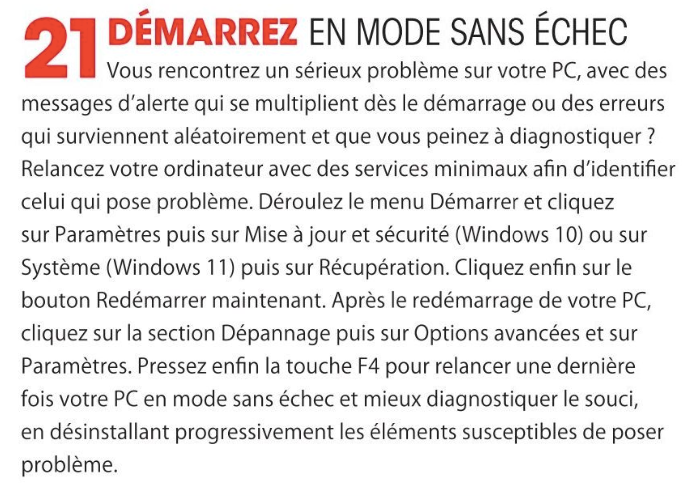 21 DÉMARREZ EN MODE SANS ÉCHEC
Vous rencontrez un sérieux problème sur votre PC, avec des
messages d'alerte qui se multiplient dès le démarrage ou des erreurs
qui surviennent aléatoirement et que vous peinez à diagnostiquer ?
Relancez votre ordinateur avec des services minimaux afin d'identifier
celui qui pose problème. Déroulez le menu Démarrer et cliquez
sur Paramètres puis sur Mise à jour et sécurité (Windows 10) ou sur
Système (Windows 11) puis sur Récupération. Cliquez enfin sur le
bouton Redémarrer maintenant. Après le redémarrage de votre PC,
cliquez sur la section Dépannage puis sur Options avancées et sur
Paramètres. Pressez enfin la touche F4 pour relancer une dernière
fois votre PC en mode sans échec et mieux diagnostiquer le souci,
en désinstallant progressivement les éléments susceptibles de poser
problème.